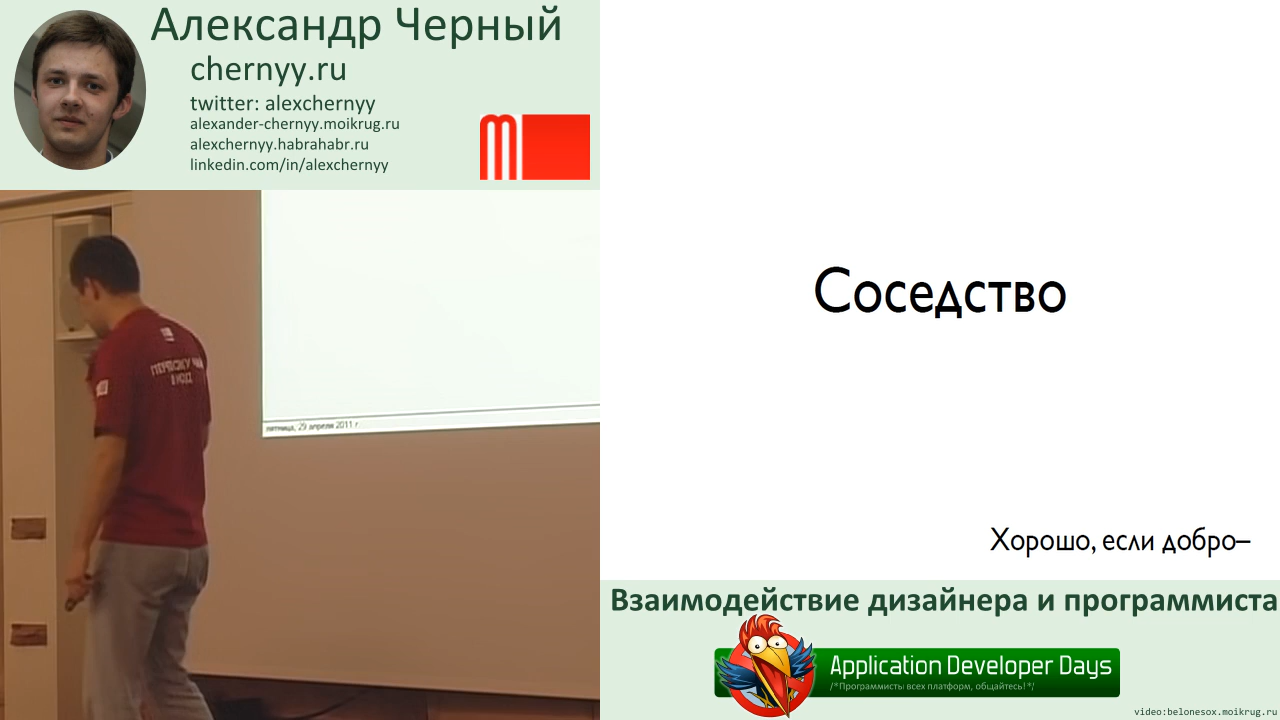 Александр Черный
chernyy.ru
twitter: alexchernyy
alexander-chernyy.moikrug.ru
alexchernyy.habrahabr.ru
linkedin.com/in/alexchernyy
пятница, 29 апреля 2011 г.
Соседство
Хорошо, если добро–
Взаимодействие дизайнера и программиста
Application Developer Days
/*Программисты всех платформ, общайтесь!*/
video:belonesox.moikrug.ru